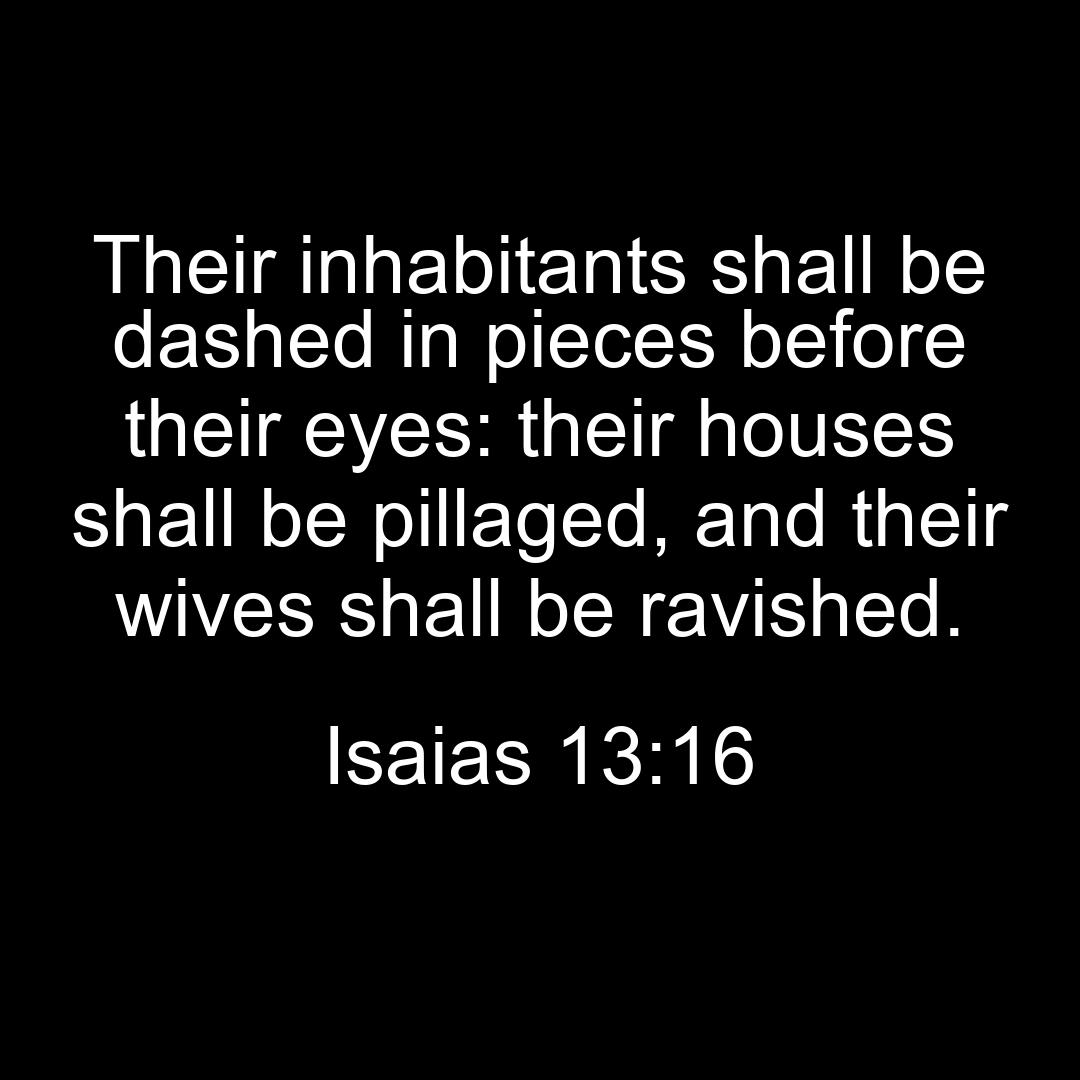 Their inhabitants shall be
dashed in pieces before
their eyes: their houses
shall be pillaged, and their
wives shall be ravished.
Isaias 13:16